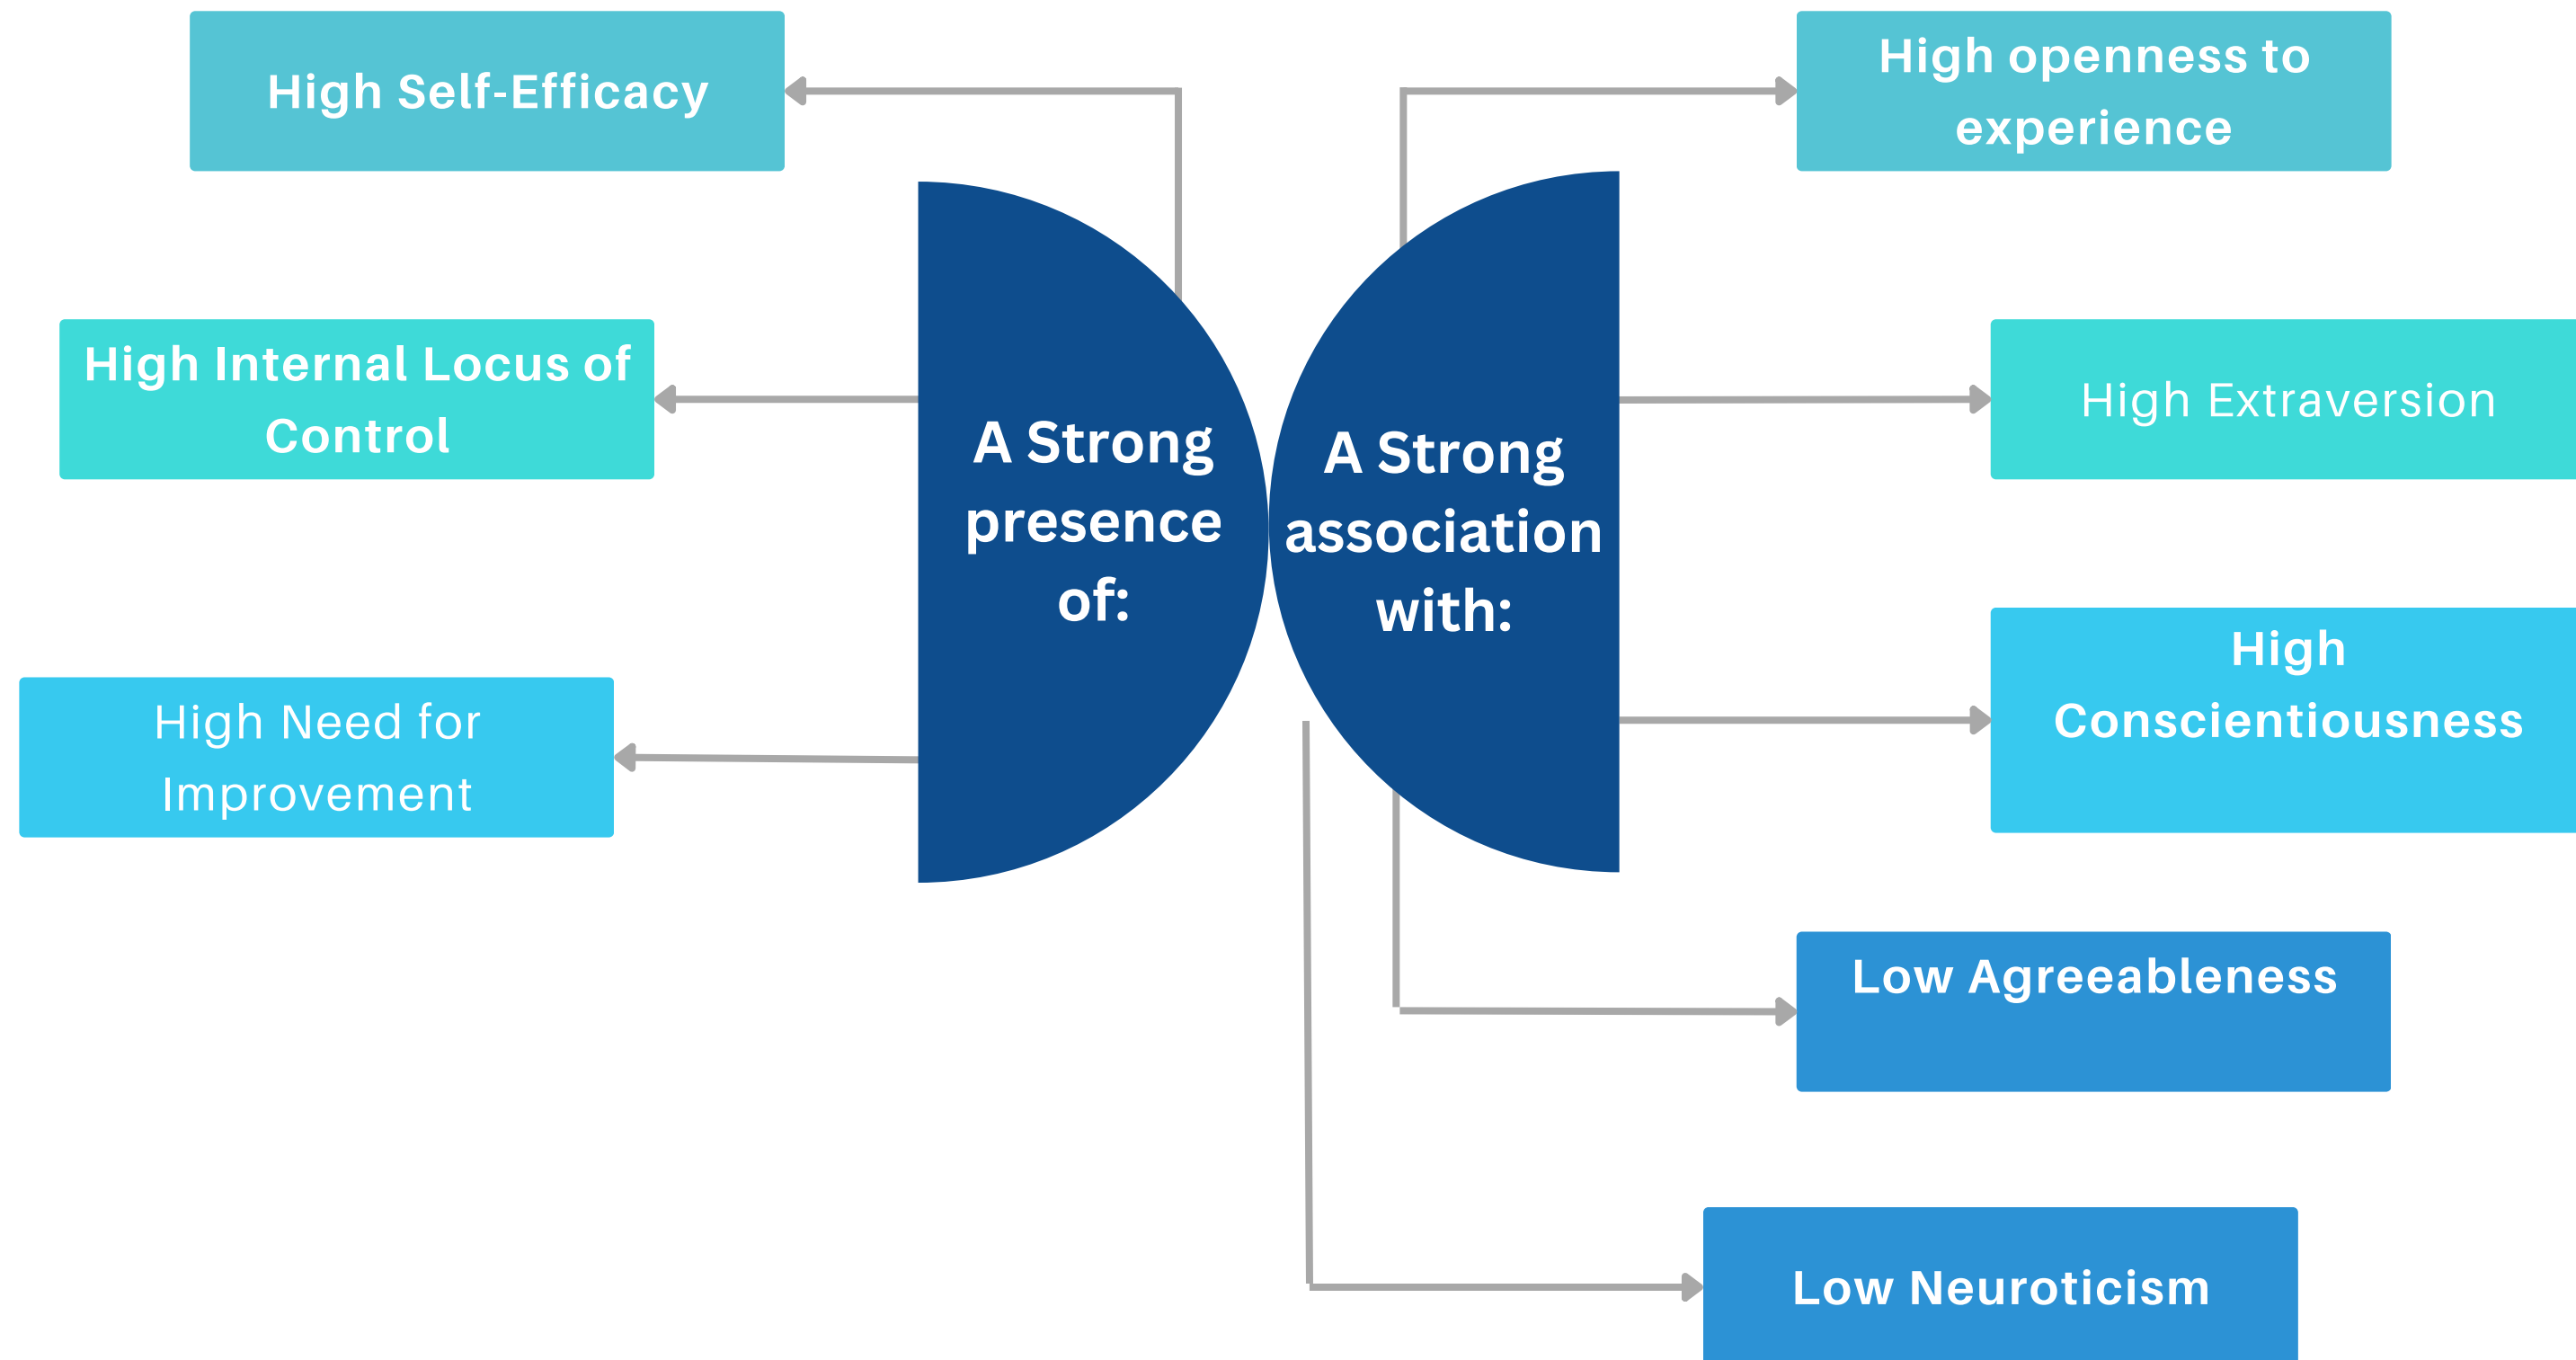 High Self-Efficacy
High Internal Locus of
Control
High Need for
Improvement
A Strong
presence
of:
A Strong
association
with:
High openness to
experience
High Extraversion
High
Conscientiousness
Low Agreeableness
Low Neuroticism